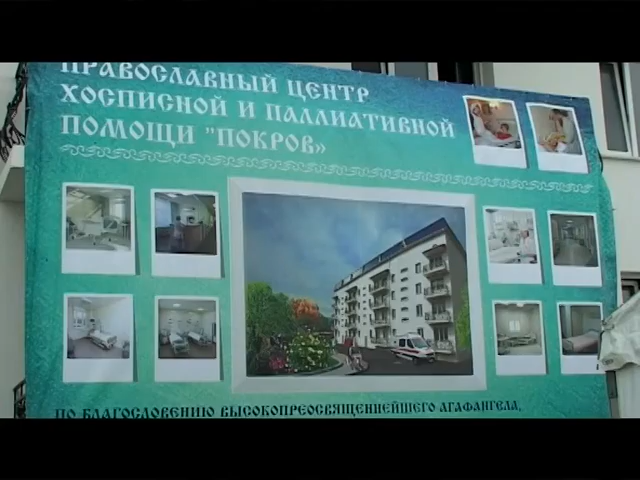 ПРАВОСЛАВНЫЙ ЦЕНТР
ХОСПИСНОЙ И ПАЛЛИАТИВНОЙ
ПОМОЩИ "ПОКРОВ»
ПО БЛАГОСЛОВЕНИЮ ВЫСОКОПРЕОСВЯЩЕННЕЙШЕГО АГАФАНГЕЛА,